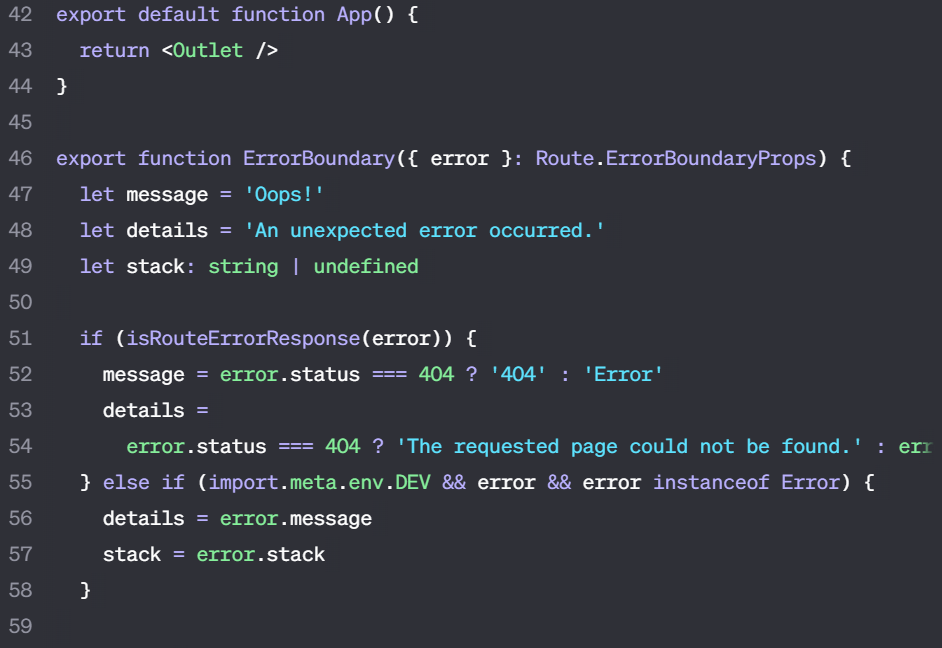 42 export default function App() {
43   return <Outlet />
44 }
45
46 export function ErrorBoundary({ error }: Route.ErrorBoundaryProps) {
47   let message = 'Oops!'
48   let details = 'An unexpected error occurred.'
49   let stack: string | undefined
50
51   if (isRouteErrorResponse(error)) {
52     message = error.status === 404 ? '404' : 'Error'
53     details =
54       error.status === 404 ? 'The requested page could not be found.' : err
55   } else if (import.meta.env.DEV && error && error instanceof Error) {
56     details = error.message
57     stack = error.stack
58   }
59